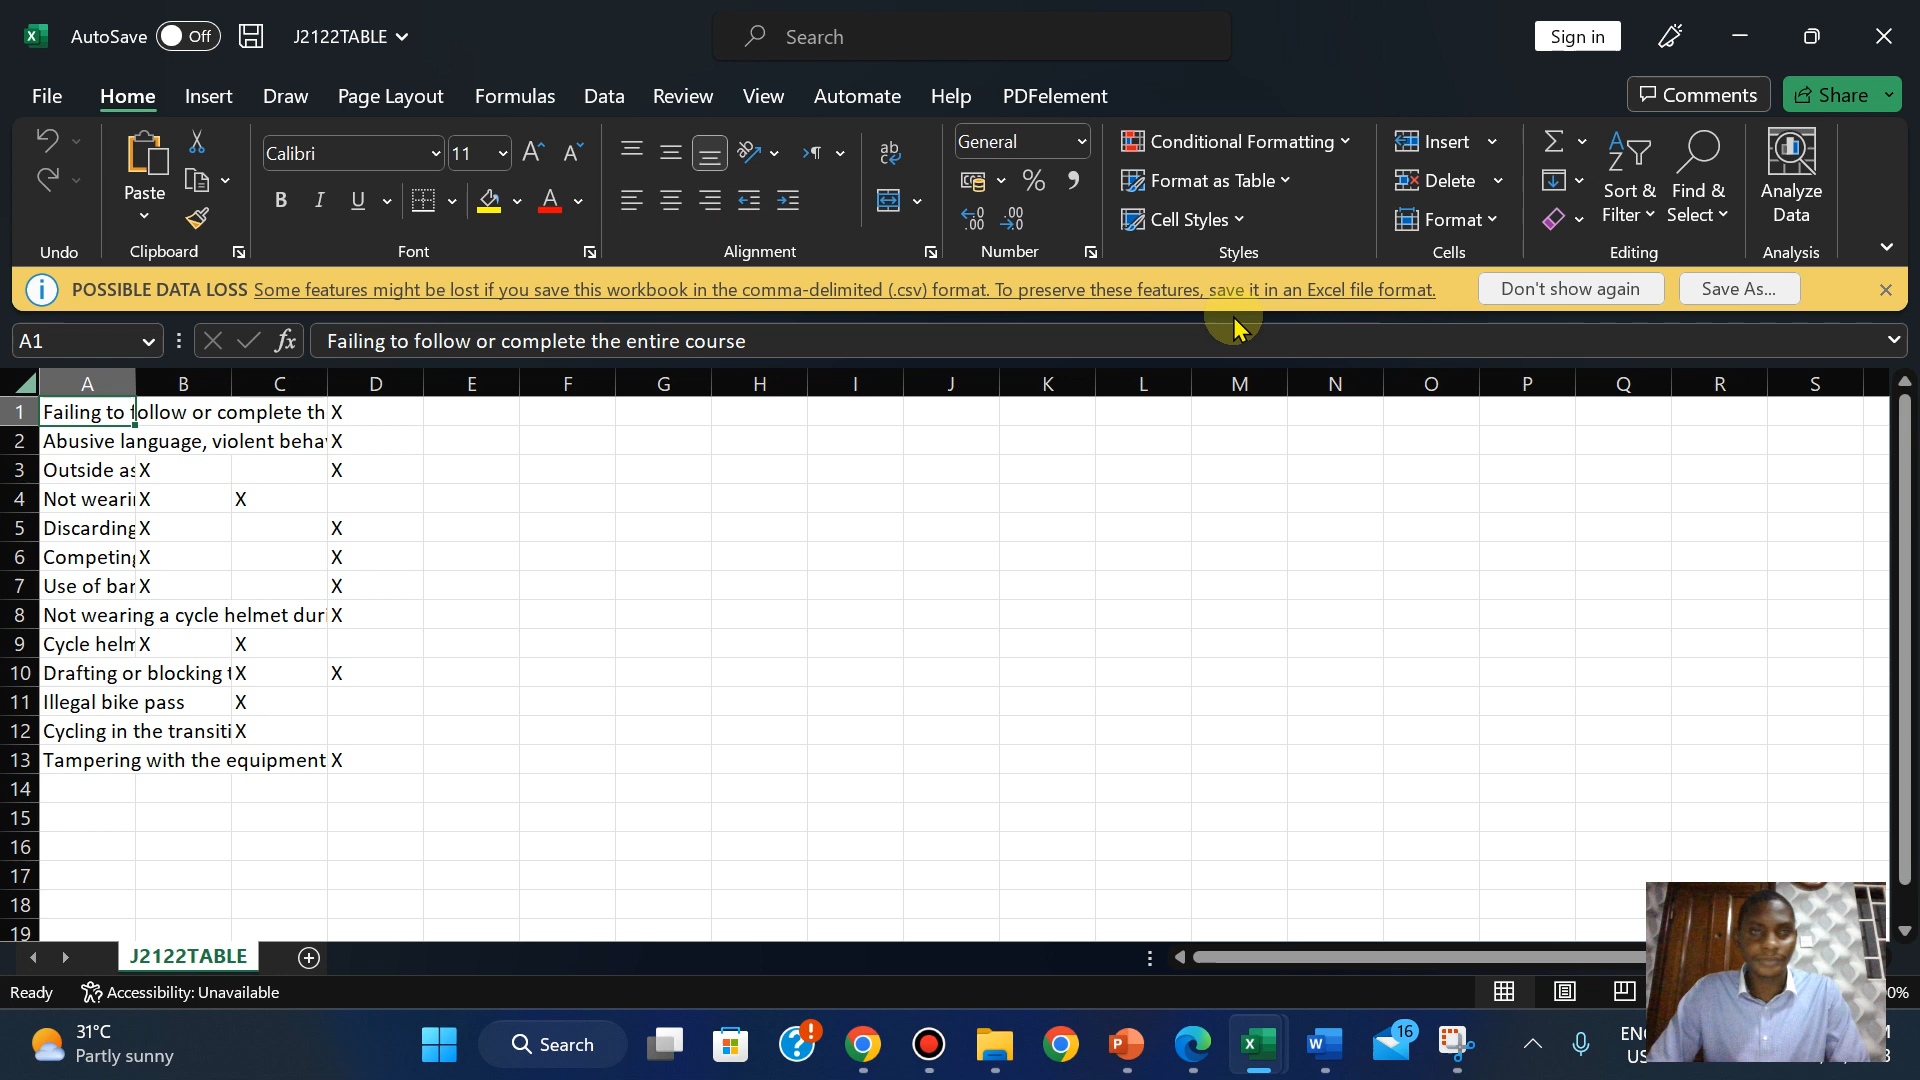 AutoSave Off J2122TABLE Search Sign in
File Home Insert Draw Page Layout Formulas Data Review View Automate Help PDFelement Comments Share
Paste Calibri 11 General Conditional Formatting Format as Table Cell Styles Insert Delete Format Sort & Filter Find & Select Analyze Data
Undo Clipboard Font Alignment Number Styles Cells Editing Analysis
POSSIBLE DATA LOSS Some features might be lost if you save this workbook in the comma-delimited (.csv) format. To preserve these features, save it in an Excel file format. Don't show again Save As...
A1 fx Failing to follow or complete the entire course
A B C D E F G H I J K L M N O P Q R S
1 Failing to follow or complete th X
2 Abusive language, violent beha X
3 Outside as X X
4 Not weari X X
5 Discarding X X
6 Competin X X
7 Use of bar X X
8 Not wearing a cycle helmet duri X
9 Cycle helm X X
10 Drafting or blocking t X X
11 Illegal bike pass X
12 Cycling in the transiti X
13 Tampering with the equipment X
14
15
16
17
18
19
J2122TABLE
Ready Accessibility: Unavailable 0%
31°C
Partly sunny
Search 16
ENG
US